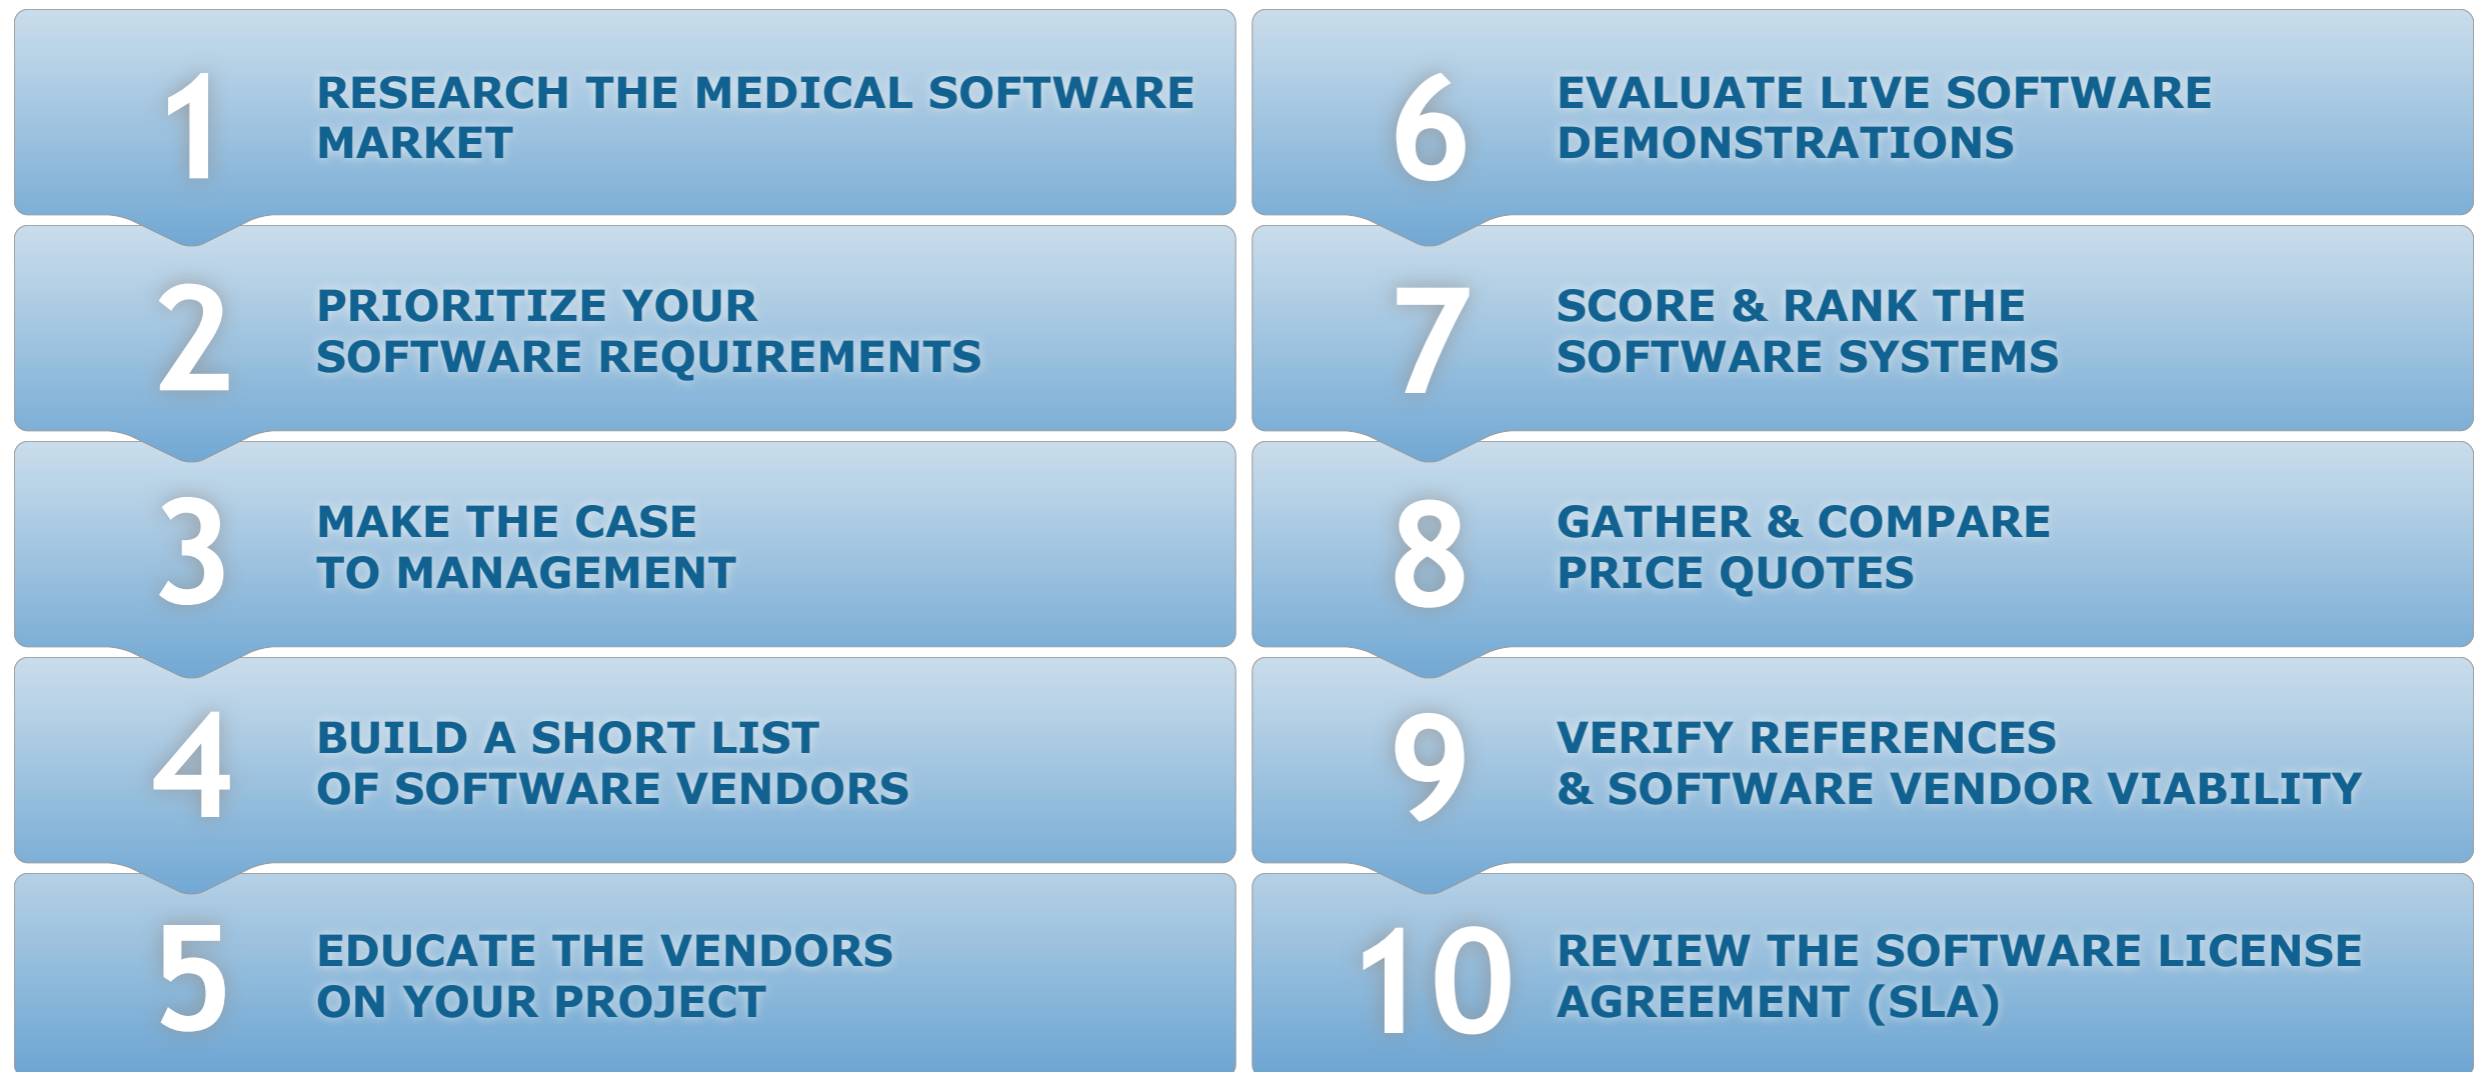 1
RESEARCH THE MEDICAL SOFTWARE
MARKET
2
PRIORITIZE YOUR
SOFTWARE REQUIREMENTS
3
MAKE THE CASE
TO MANAGEMENT
4
BUILD A SHORT LIST
OF SOFTWARE VENDORS
5
EDUCATE THE VENDORS
ON YOUR PROJECT
6
EVALUATE LIVE SOFTWARE
DEMONSTRATIONS
7
SCORE & RANK THE
SOFTWARE SYSTEMS
8
GATHER & COMPARE
PRICE QUOTES
9
VERIFY REFERENCES
& SOFTWARE VENDOR VIABILITY
10
REVIEW THE SOFTWARE LICENSE
AGREEMENT (SLA)